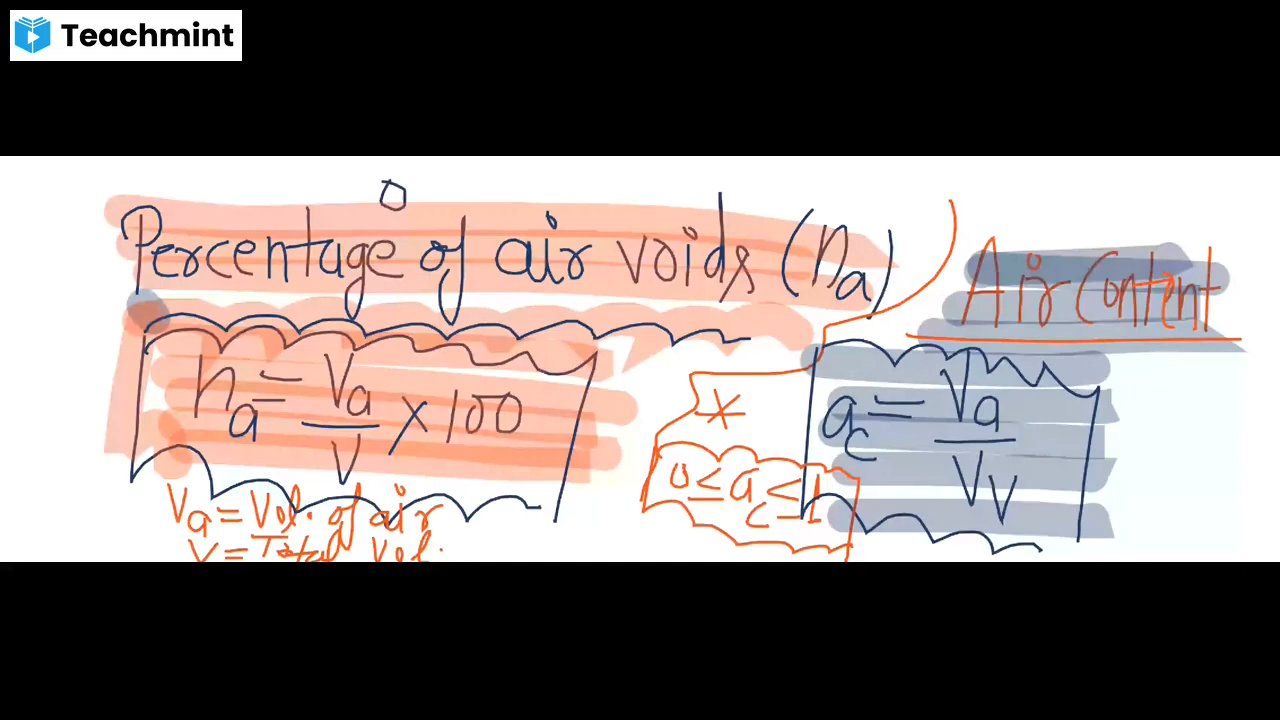 Teachmint
Percentage of air voids (na)
na = Va/V × 100
Va = Vol. of air
V = Total Vol.
Air Content
ac = Va/Vv
*
0 ≤ ac ≤ 1